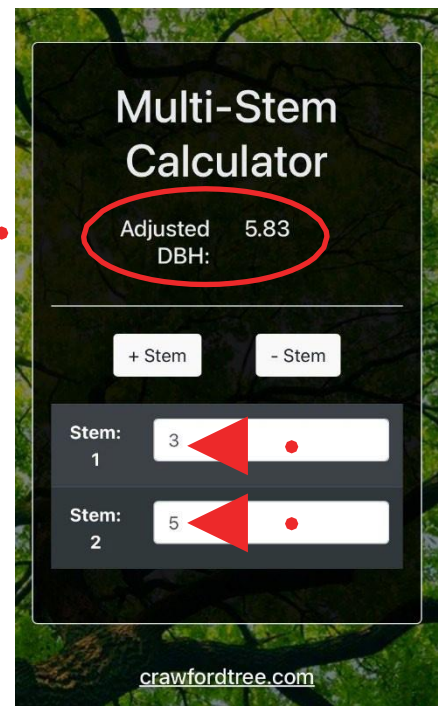 Multi-Stem
Calculator
Adjusted 5.83
DBH:
+ Stem - Stem
Stem: 3
1
Stem: 5
2
crawfordtree.com